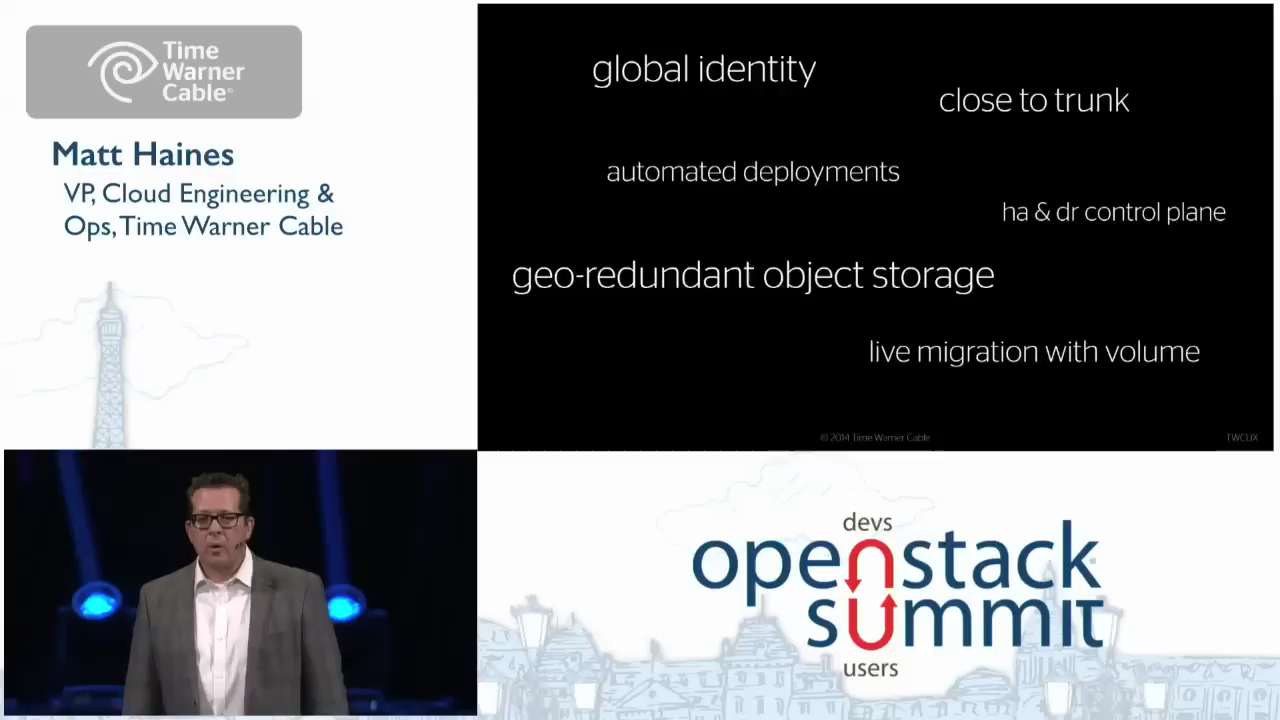 Time
Warner
Cable®
Matt Haines
VP, Cloud Engineering &
Ops, Time Warner Cable
global identity
close to trunk
automated deployments
ha & dr control plane
geo-redundant object storage
live migration with volume
© 2014 Time Warner Cable
TWCUX
devs
openstack
summit
users